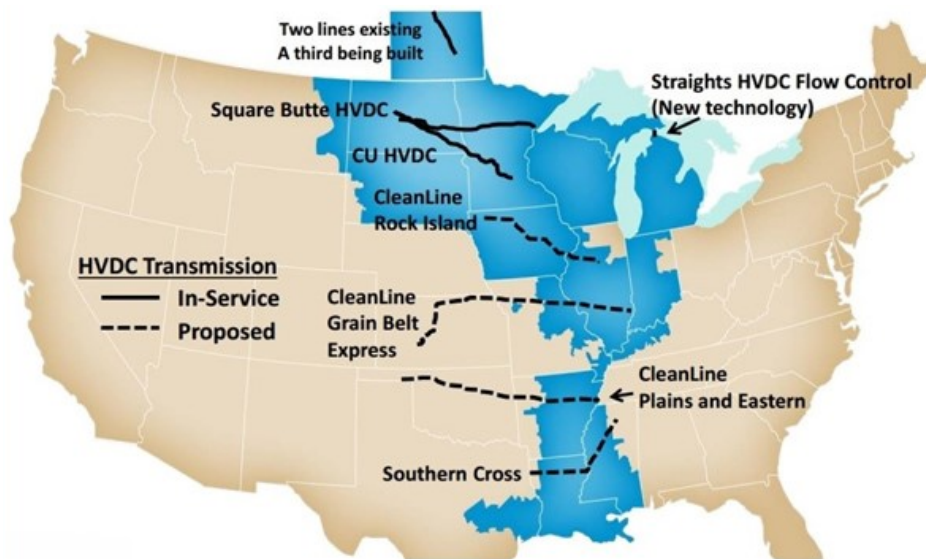 Two lines existing
A third being built
Straights HVDC Flow Control
(New technology)
Square Butte HVDC
CU HVDC
CleanLine
Rock Island
HVDC Transmission
In-Service
Proposed
CleanLine
Grain Belt
Express
CleanLine
Plains and Eastern
Southern Cross